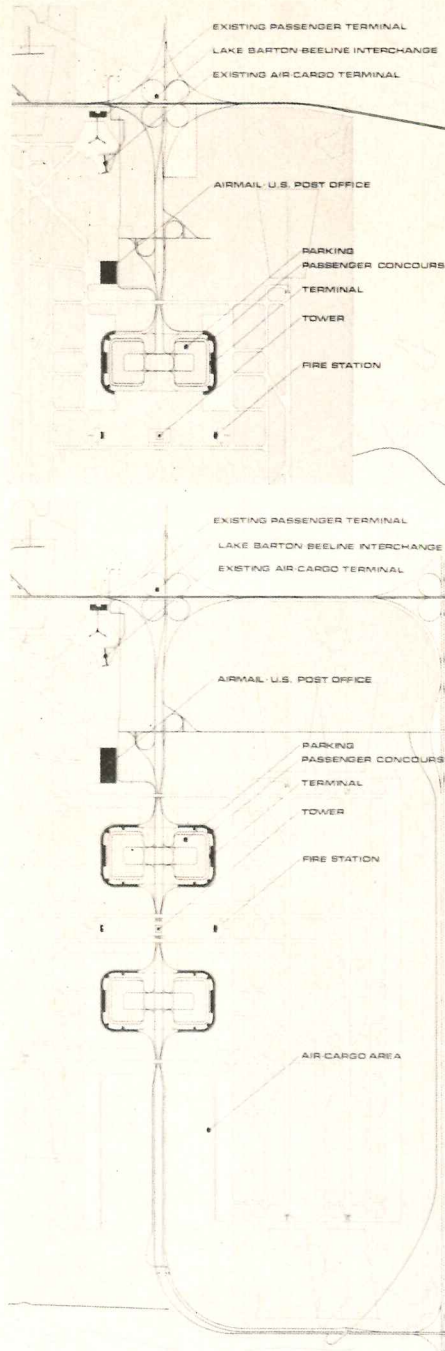 EXISTING PASSENGER TERMINAL
LAKE BARTON-BEELINE INTERCHANGE
EXISTING AIR-CARGO TERMINAL
AIRMAIL-U.S. POST OFFICE
PARKING
PASSENGER CONCOURS
TERMINAL
TOWER
FIRE STATION
EXISTING PASSENGER TERMINAL
LAKE BARTON-BEELINE INTERCHANGE
EXISTING AIR-CARGO TERMINAL
AIRMAIL-U.S. POST OFFICE
PARKING
PASSENGER CONCOURS
TERMINAL
TOWER
FIRE STATION
AIR-CARGO AREA